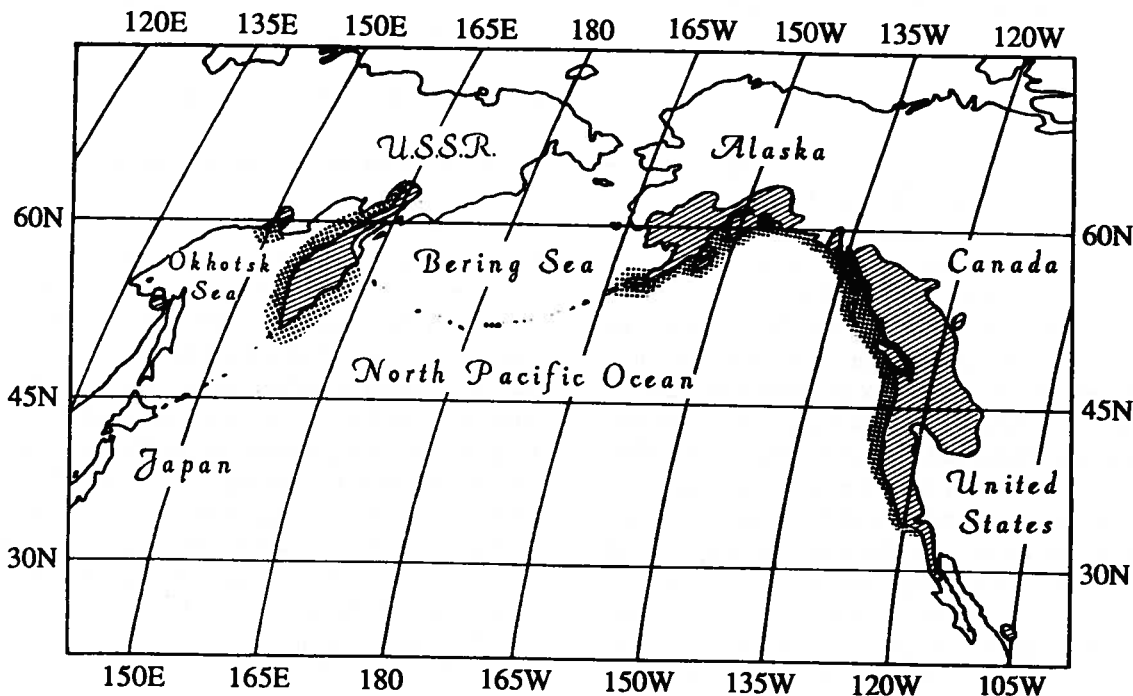 120E 135E 150E 165E 180 165W 150W 135W 120W
U.S.S.R. Alaska
60N 60N
Okhotsk Bering Sea Canada
Sea
North Pacific Ocean
45N 45N
Japan United
States
30N 30N
150E 165E 180 165W 150W 135W 120W 105W